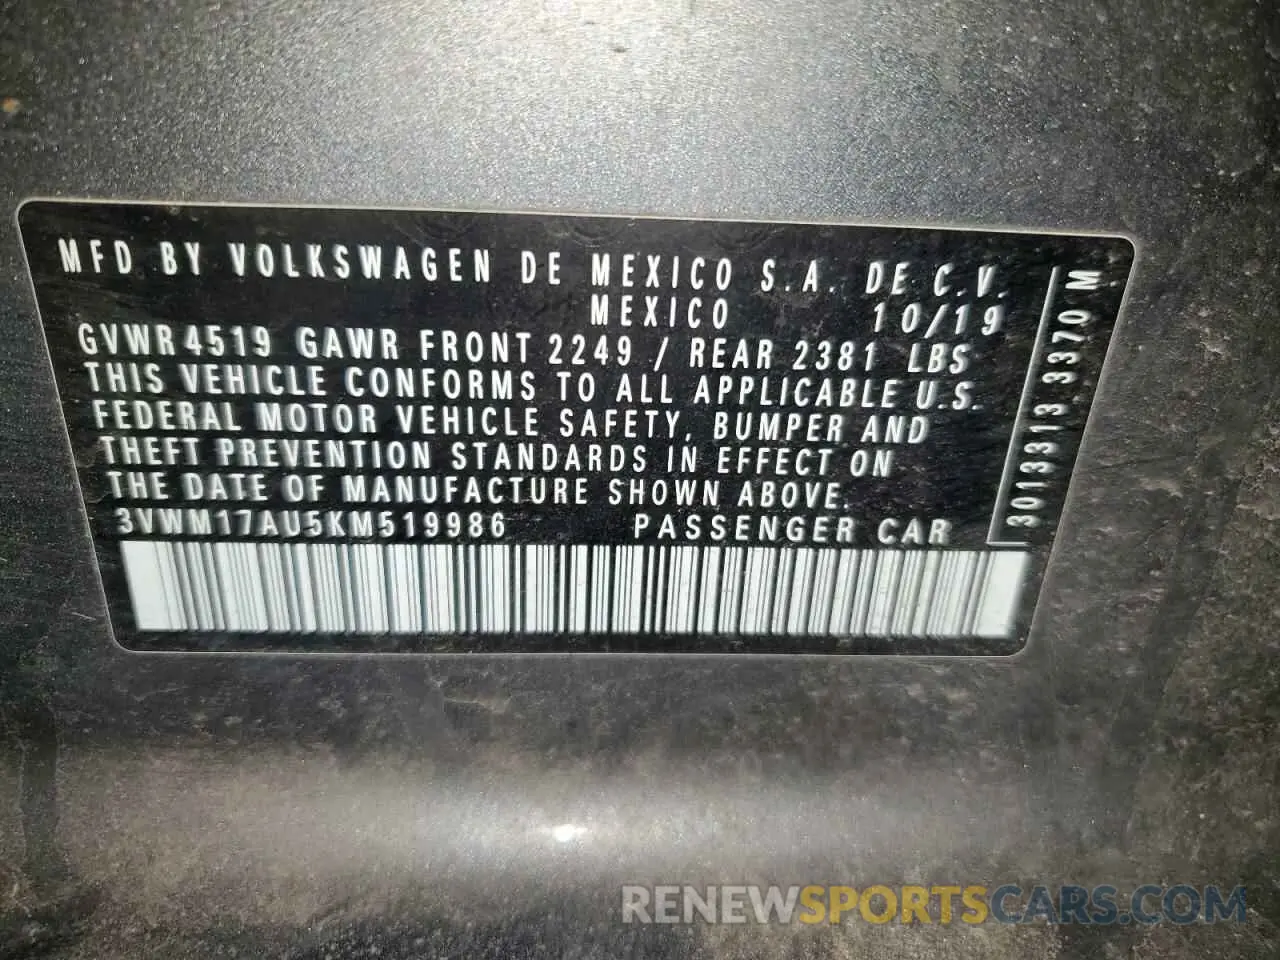 MFD BY VOLKSWAGEN DE MEXICO S.A. DE C.V.
MEXICO 10/19
GVWR 4519 GAWR FRONT 2249 / REAR 2381 LBS
THIS VEHICLE CONFORMS TO ALL APPLICABLE U.S.
FEDERAL MOTOR VEHICLE SAFETY, BUMPER AND
THEFT PREVENTION STANDARDS IN EFFECT ON
THE DATE OF MANUFACTURE SHOWN ABOVE.
3VWM17AU5KM519986 PASSENGER CAR
3013313 3370 M
RENEWSPORTSCARS.COM